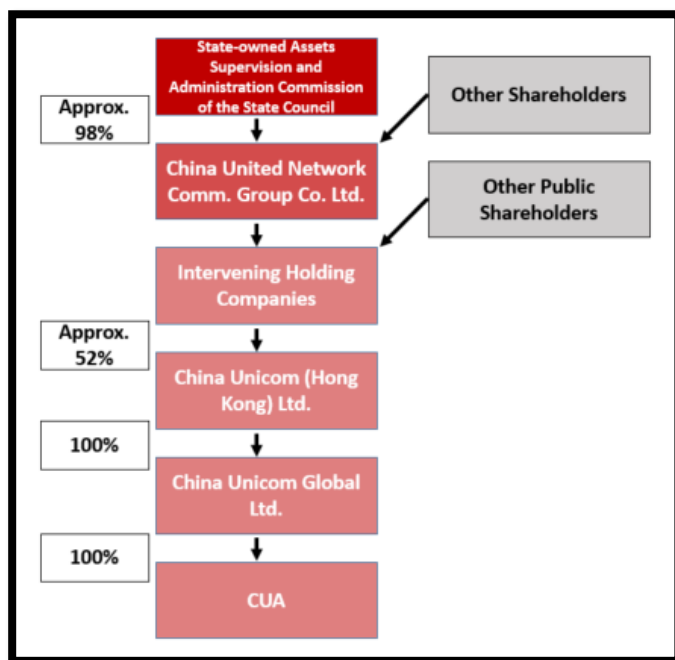 State-owned Assets
Supervision and
Administration Commission
of the State Council
Other Shareholders
Approx.
98%
China United Network
Comm. Group Co. Ltd.
Other Public
Shareholders
Intervening Holding
Companies
Approx.
52%
China Unicom (Hong
Kong) Ltd.
100%
China Unicom Global
Ltd.
100%
CUA